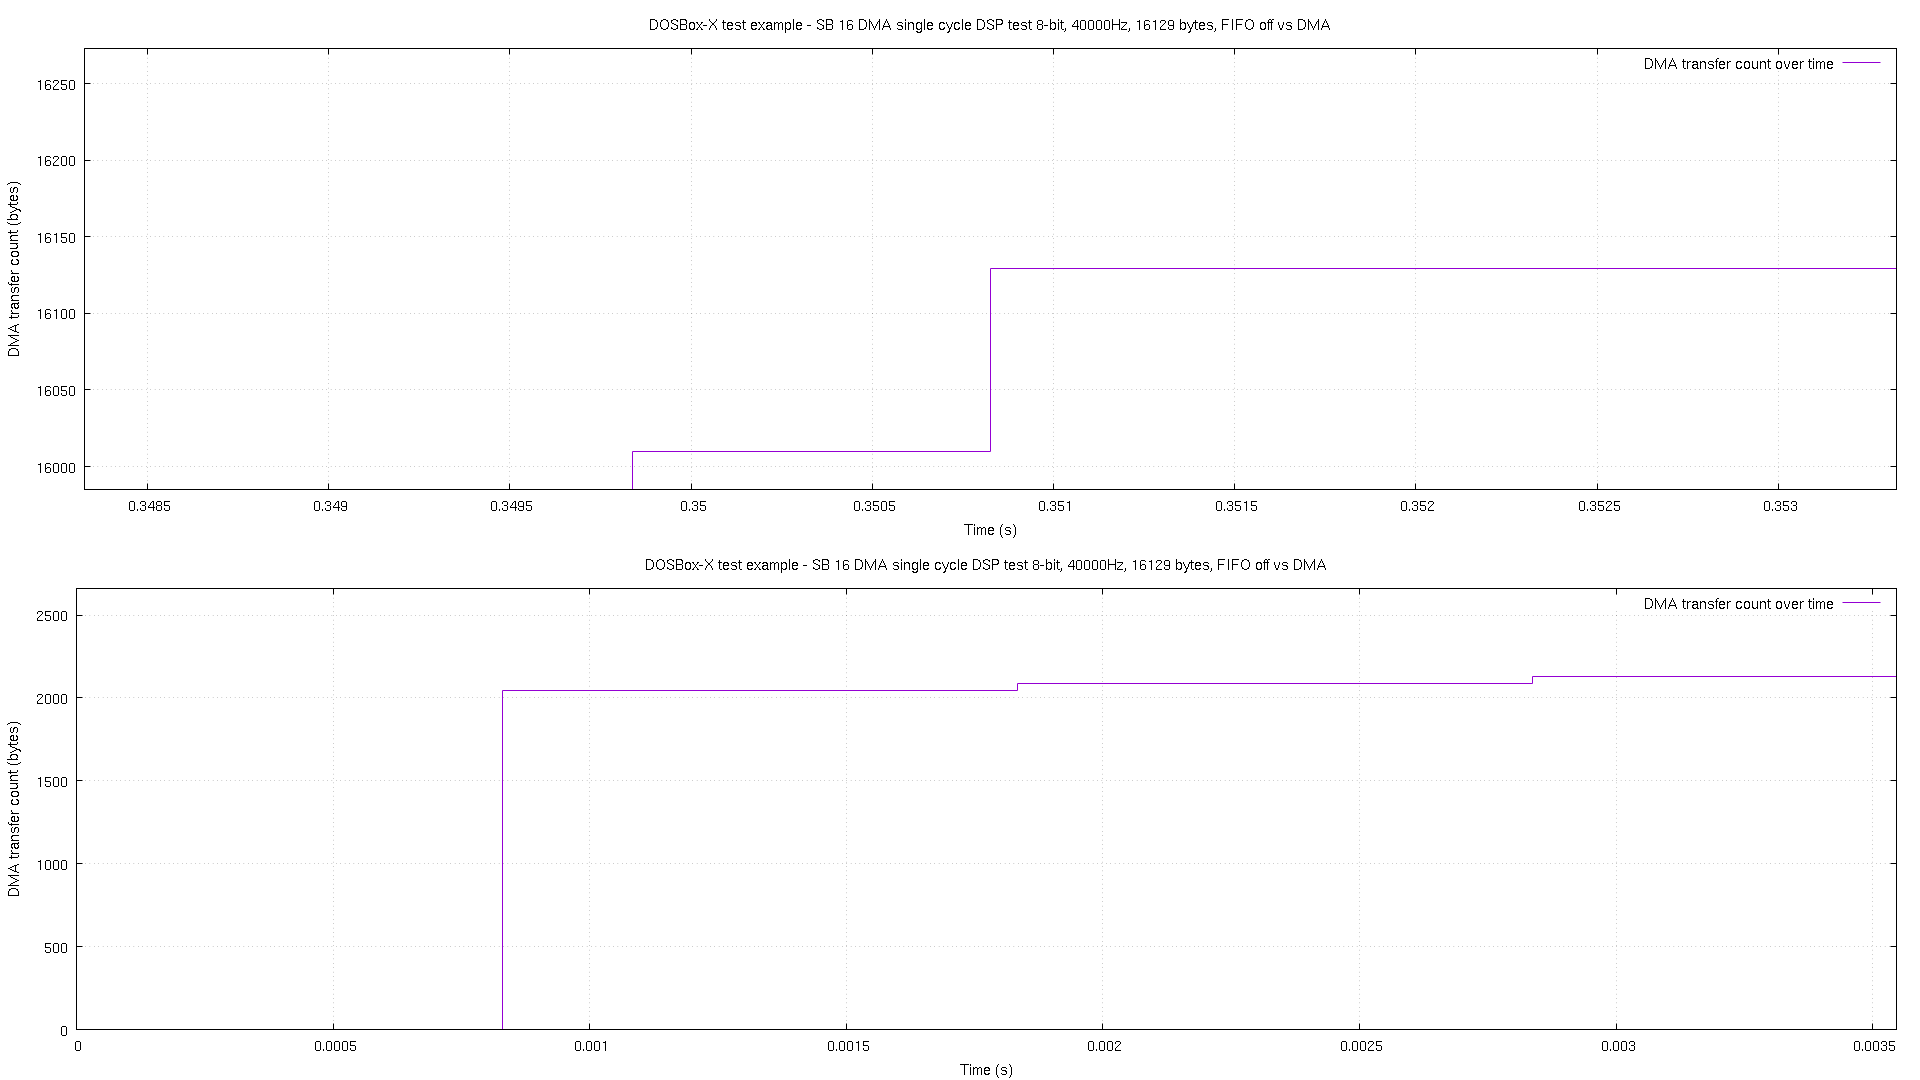 DOSBox-X test example - SB 16 DMA single cycle DSP test 8-bit, 40000Hz, 16129 bytes, FIFO off vs DMA
DMA transfer count over time
DMA transfer count (bytes)
16250
16200
16150
16100
16050
16000
0.3485 0.349 0.3495 0.35 0.3505 0.351 0.3515 0.352 0.3525 0.353
Time (s)
DOSBox-X test example - SB 16 DMA single cycle DSP test 8-bit, 40000Hz, 16129 bytes, FIFO off vs DMA
DMA transfer count over time
DMA transfer count (bytes)
2500
2000
1500
1000
500
0
0 0.0005 0.001 0.0015 0.002 0.0025 0.003 0.0035
Time (s)